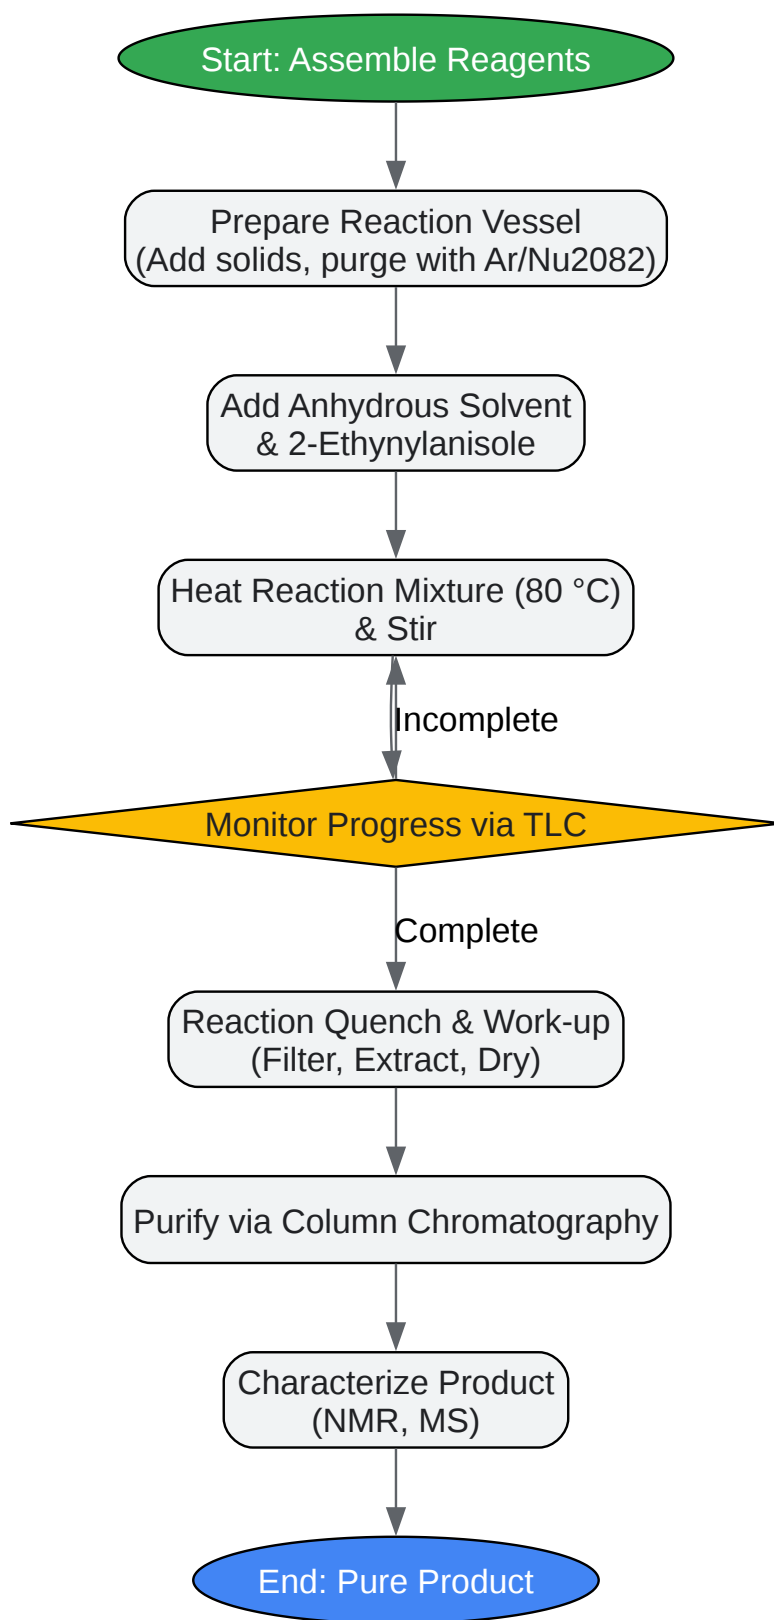 Start: Assemble Reagents
Prepare Reaction Vessel
(Add solids, purge with Ar/Nu2082)
Add Anhydrous Solvent
& 2-Ethynylanisole
Heat Reaction Mixture (80 °C)
& Stir
Incomplete
Monitor Progress via TLC
Complete
Reaction Quench & Work-up
(Filter, Extract, Dry)
Purify via Column Chromatography
Characterize Product
(NMR, MS)
End: Pure Product